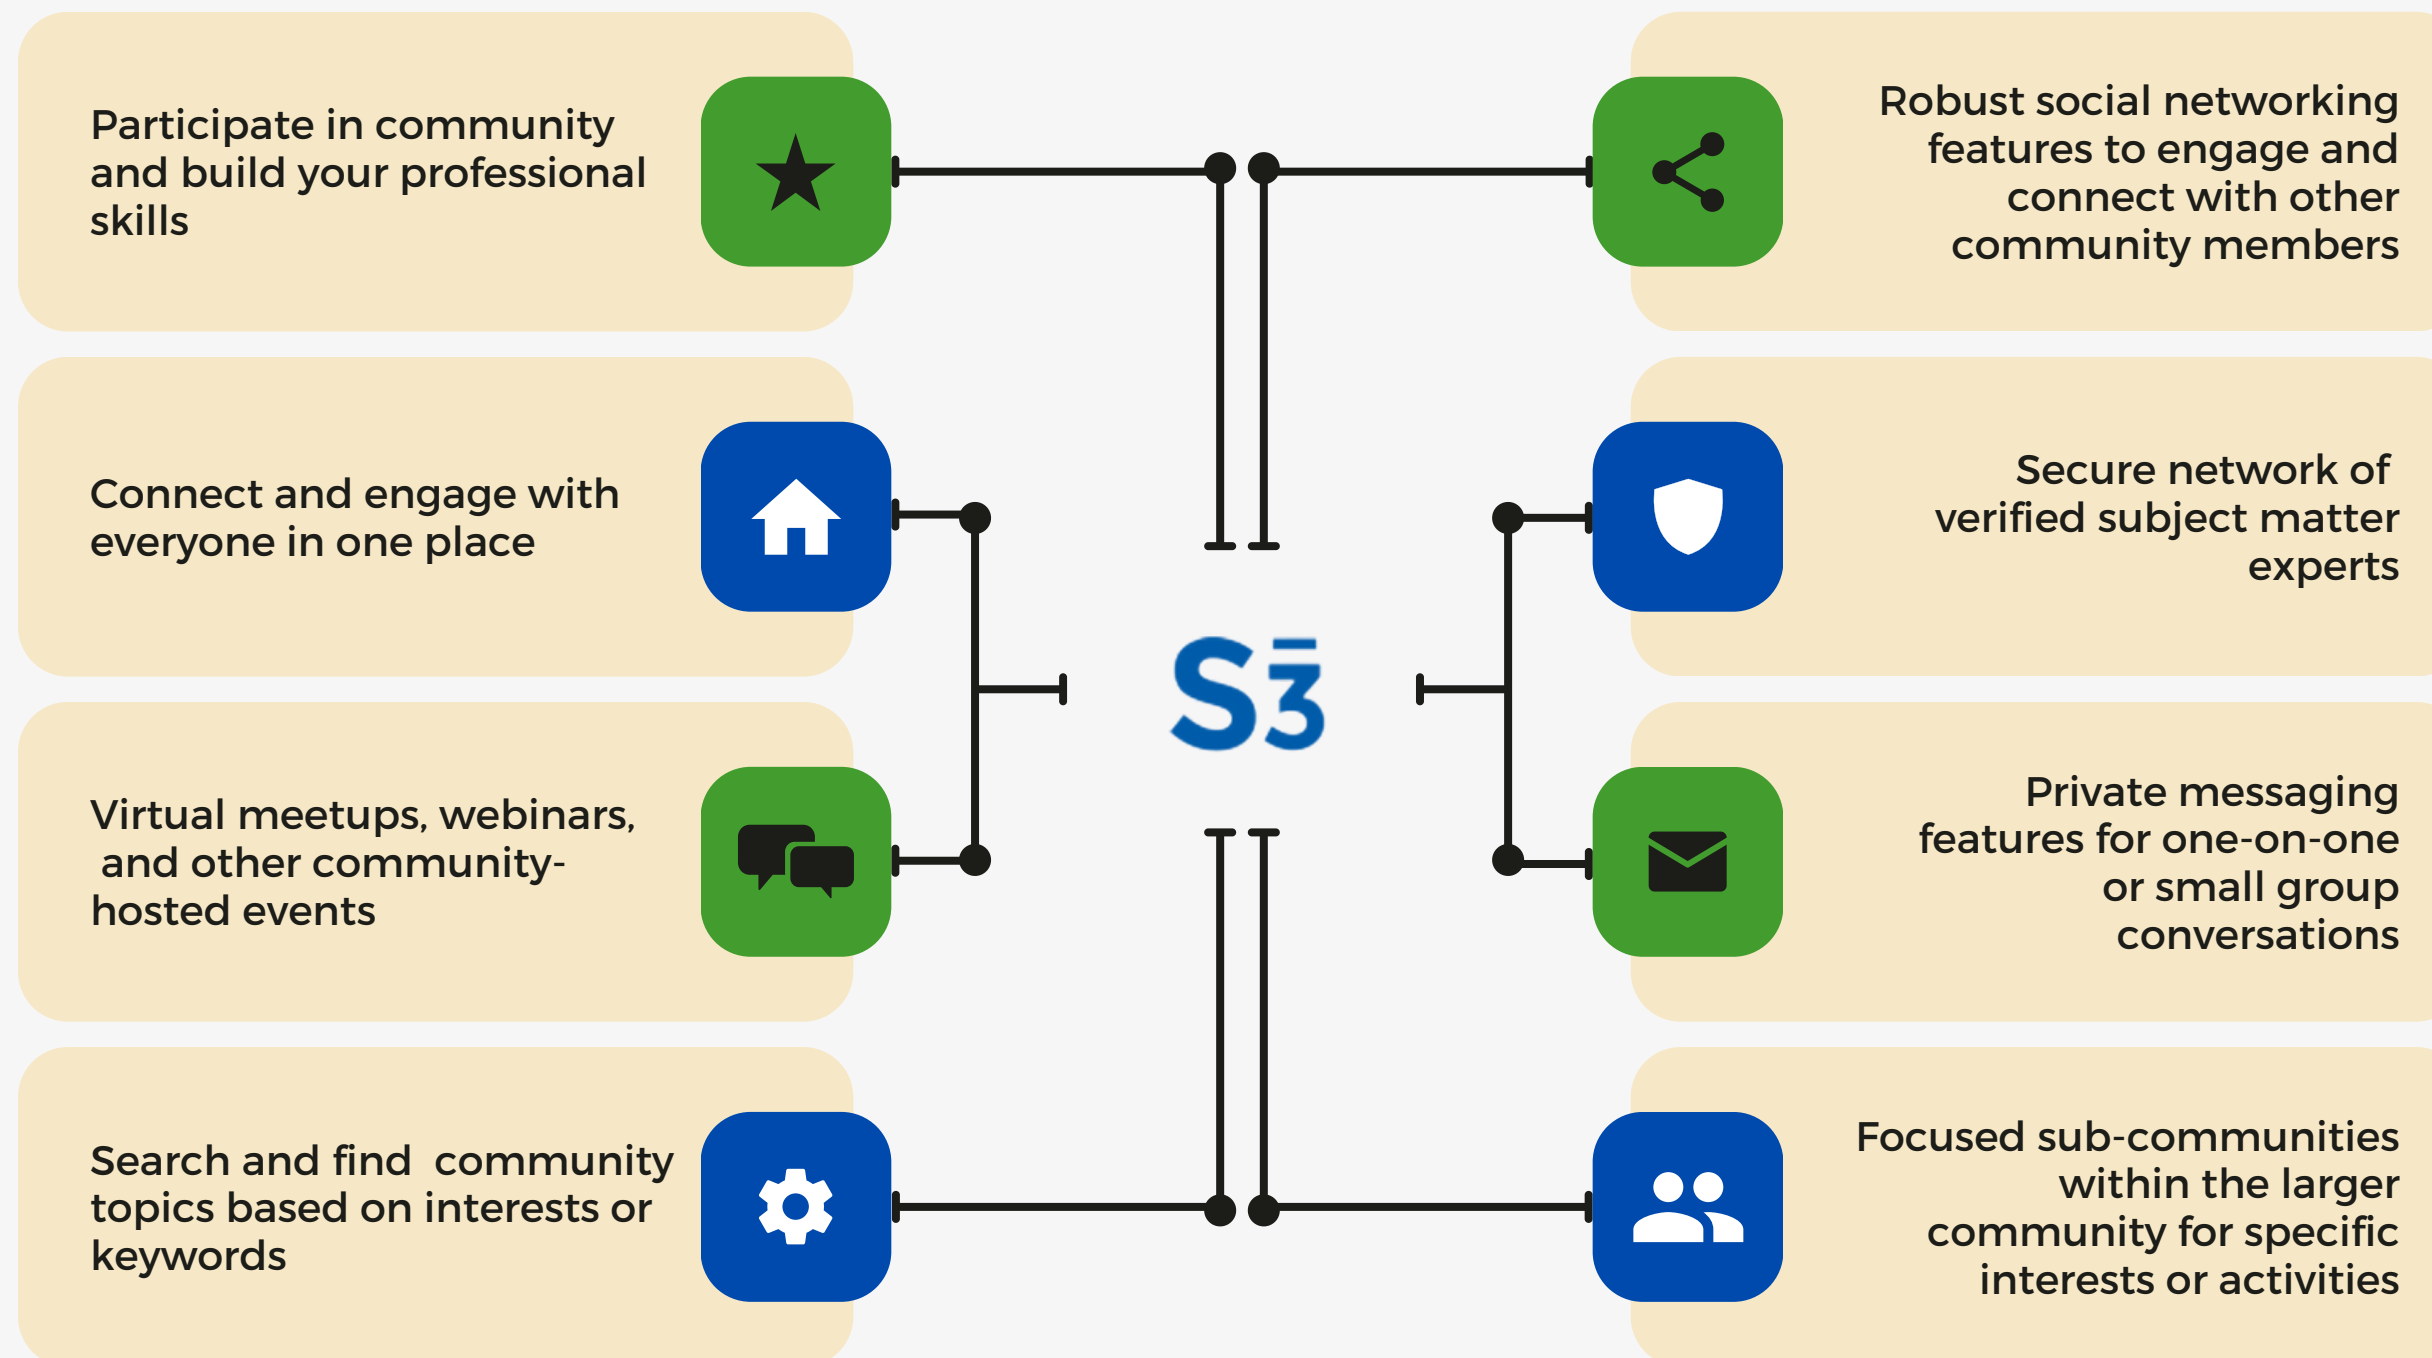 Participate in community
and build your professional
skills
Connect and engage with
everyone in one place
Virtual meetups, webinars,
and other community-
hosted events
Search and find community
topics based on interests or
keywords
S3
Robust social networking
features to engage and
connect with other
community members
Secure network of
verified subject matter
experts
Private messaging
features for one-on-one
or small group
conversations
Focused sub-communities
within the larger
community for specific
interests or activities